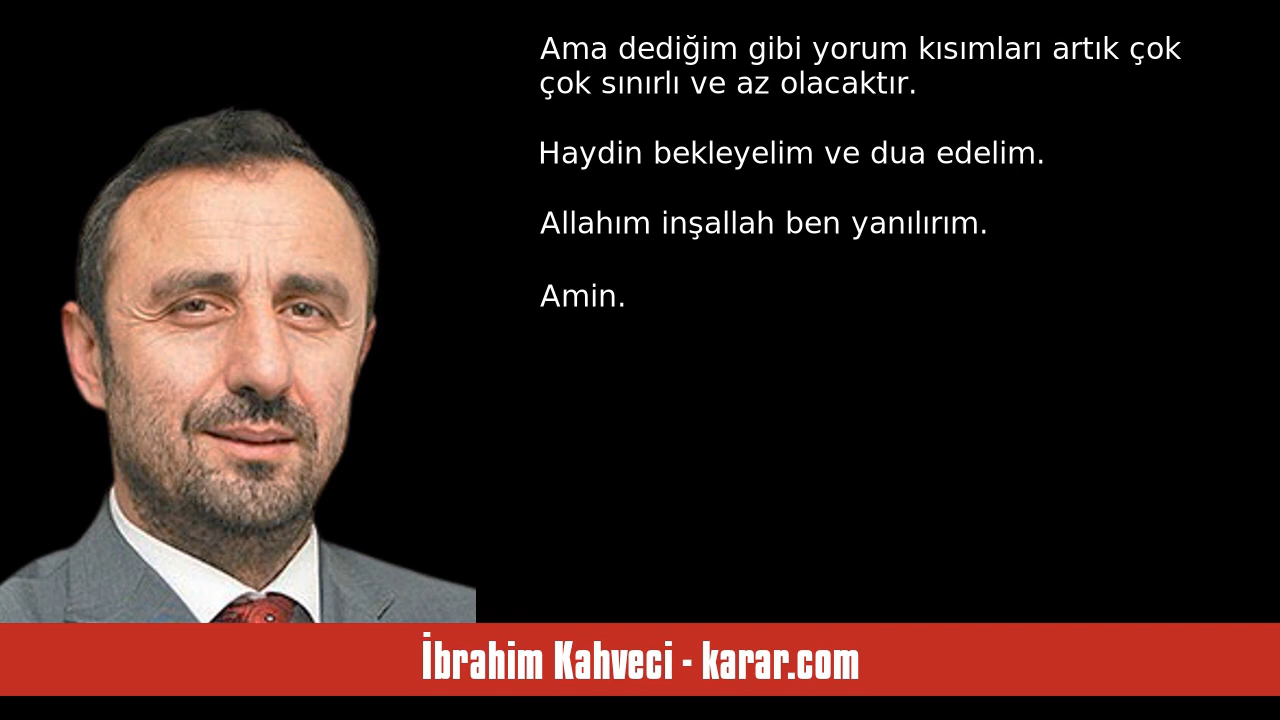 Ama dediğim gibi yorum kısımları artık çok
çok sınırlı ve az olacaktır.
Haydin bekleyelim ve dua edelim.
Allahım inşallah ben yanılırım.
Amin.
İbrahim Kahveci - karar.com